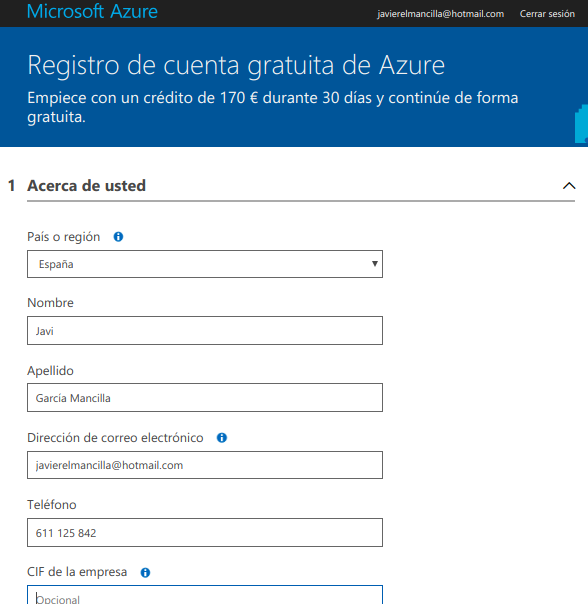 Microsoft Azure
javierelmancilla@hotmail.com Cerrar sesión
Registro de cuenta gratuita de Azure
Empiece con un crédito de 170 € durante 30 días y continúe de forma
gratuita.
1 Acerca de usted
País o región
España
Nombre
Javi
Apellido
García Mancilla
Dirección de correo electrónico
javierelmancilla@hotmail.com
Teléfono
611 125 842
CIF de la empresa
Opcional